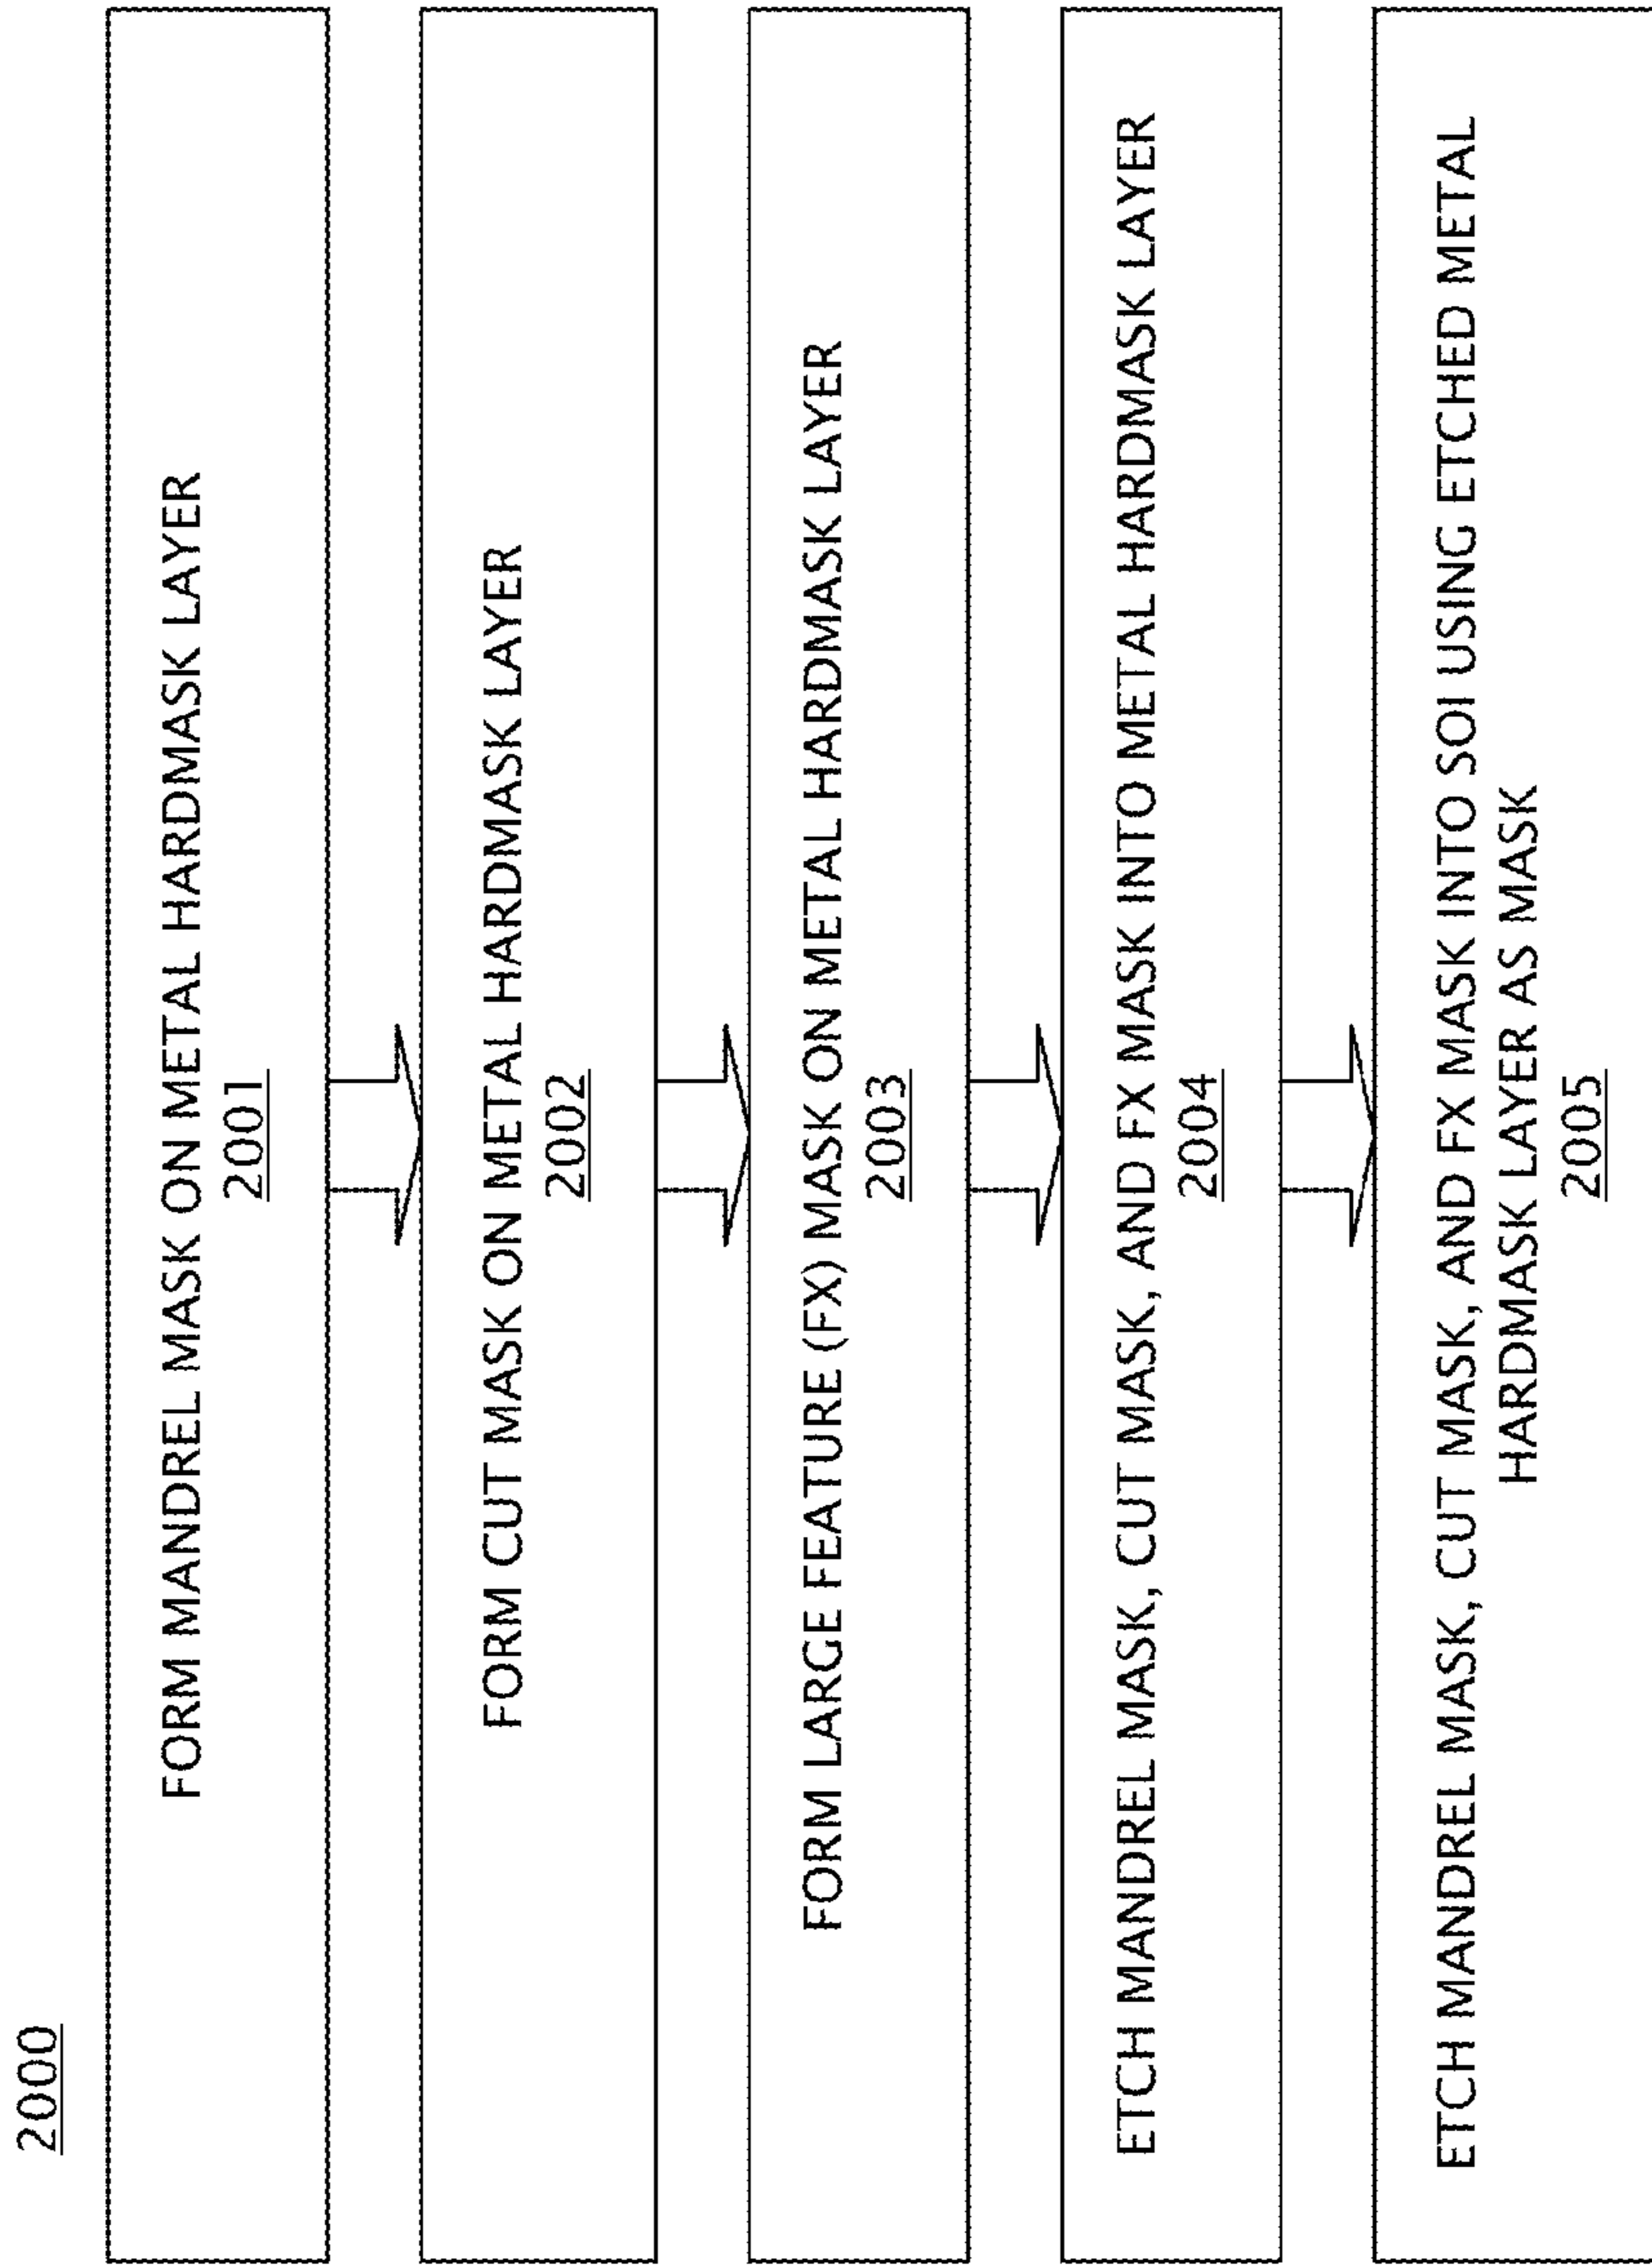 2000
FORM MANDREL MASK ON METAL HARDMASK LAYER
2001
FORM CUT MASK ON METAL HARDMASK LAYER
2002
FORM LARGE FEATURE (FX) MASK ON METAL HARDMASK LAYER
2003
ETCH MANDREL MASK, CUT MASK, AND FX MASK INTO METAL HARDMASK LAYER
2004
ETCH MANDREL MASK, CUT MASK, AND FX MASK INTO SOI USING ETCHED METAL
HARDMASK LAYER AS MASK
2005